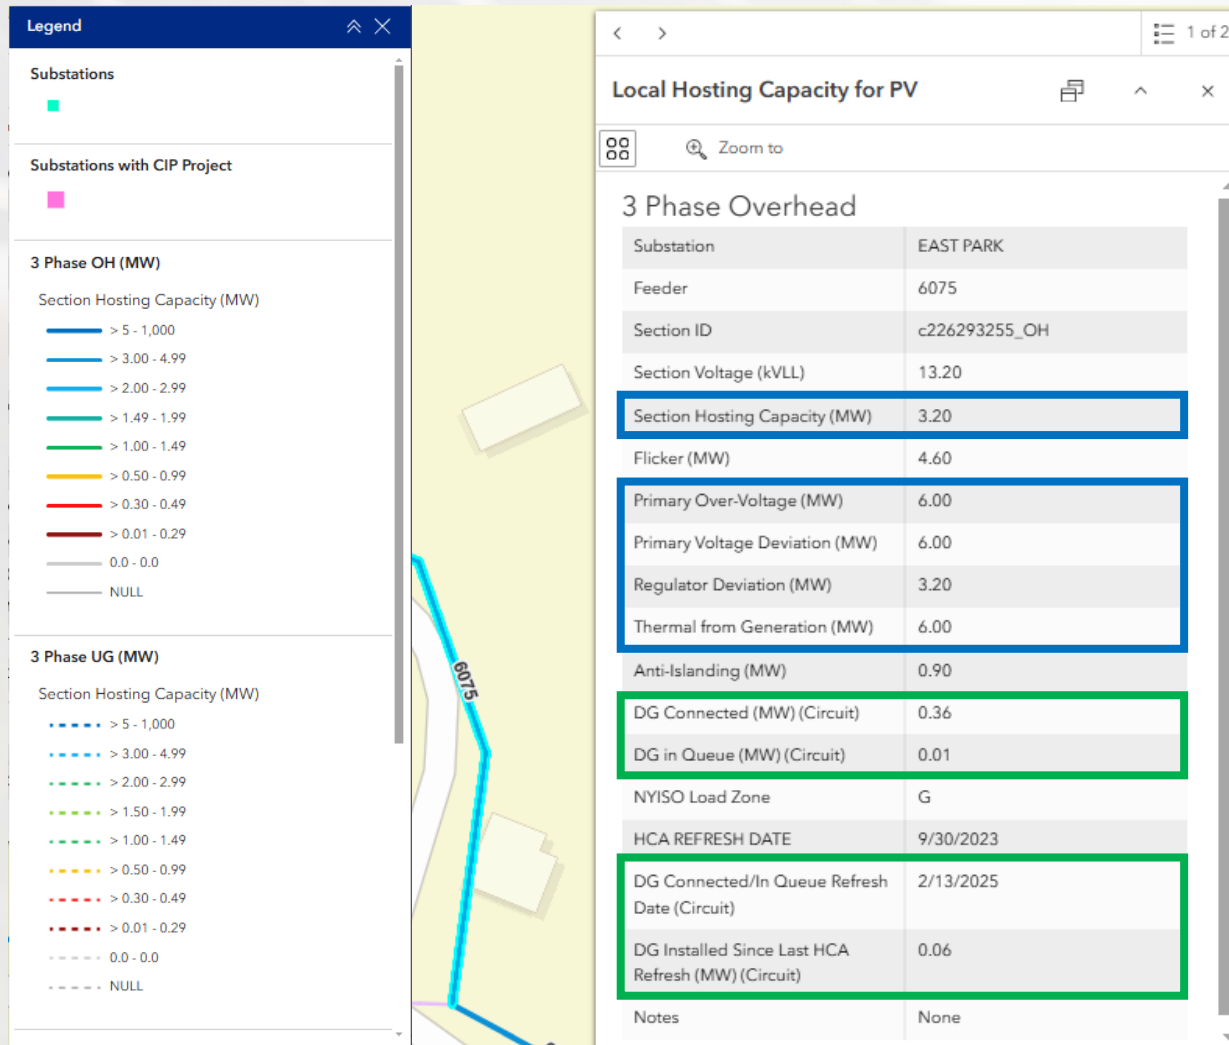 Legend
Substations
Substations with CIP Project
3 Phase OH (MW)
Section Hosting Capacity (MW)
> 5 - 1,000
> 3.00 - 4.99
> 2.00 - 2.99
> 1.49 - 1.99
> 1.00 - 1.49
> 0.50 - 0.99
> 0.30 - 0.49
> 0.01 - 0.29
0.0 - 0.0
NULL
3 Phase UG (MW)
Section Hosting Capacity (MW)
> 5 - 1,000
> 3.00 - 4.99
> 2.00 - 2.99
> 1.50 - 1.99
> 1.00 - 1.49
> 0.50 - 0.99
> 0.30 - 0.49
> 0.01 - 0.29
0.0 - 0.0
NULL
6075
1 of 2
Local Hosting Capacity for PV
Zoom to
3 Phase Overhead
Substation EAST PARK
Feeder 6075
Section ID c226293255_OH
Section Voltage (kVLL) 13.20
Section Hosting Capacity (MW) 3.20
Flicker (MW) 4.60
Primary Over-Voltage (MW) 6.00
Primary Voltage Deviation (MW) 6.00
Regulator Deviation (MW) 3.20
Thermal from Generation (MW) 6.00
Anti-Islanding (MW) 0.90
DG Connected (MW) (Circuit) 0.36
DG in Queue (MW) (Circuit) 0.01
NYISO Load Zone G
HCA REFRESH DATE 9/30/2023
DG Connected/In Queue Refresh 2/13/2025
Date (Circuit)
DG Installed Since Last HCA 0.06
Refresh (MW) (Circuit)
Notes None